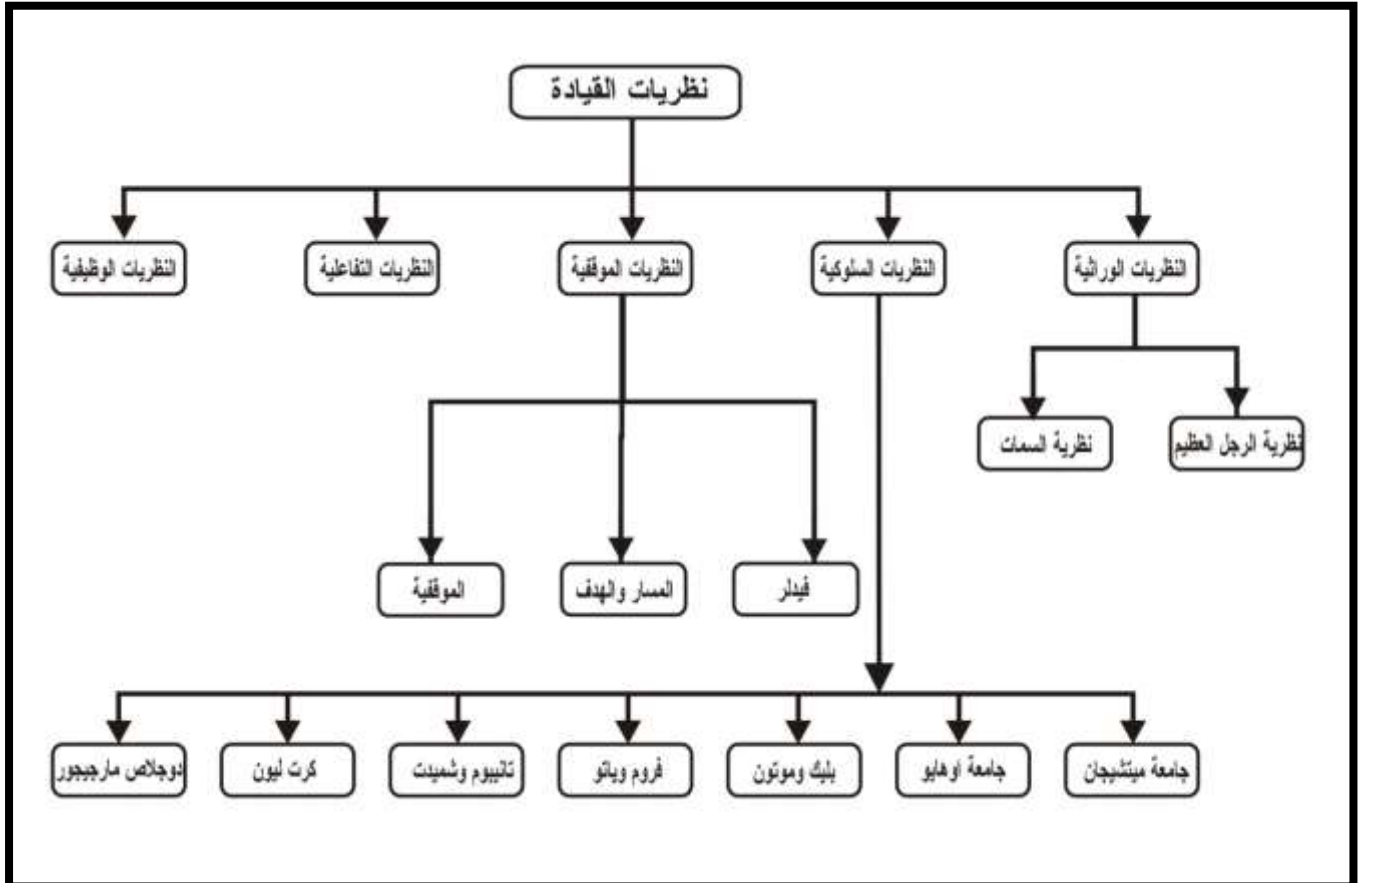 نظريات القيادة
النظريات الوراثية
النظريات السلوكية
النظريات الموقفية
النظريات التفاعلية
النظريات الوظيفية
نظرية الرجل العظيم
نظرية السمات
فيدلر
المسار والهدف
الموقفية
جامعة ميتشيجان
جامعة اوهايو
بليك وموتون
فروم وياتو
تانيبوم وشميدت
كرت ليون
دوجلاص مارجيجور